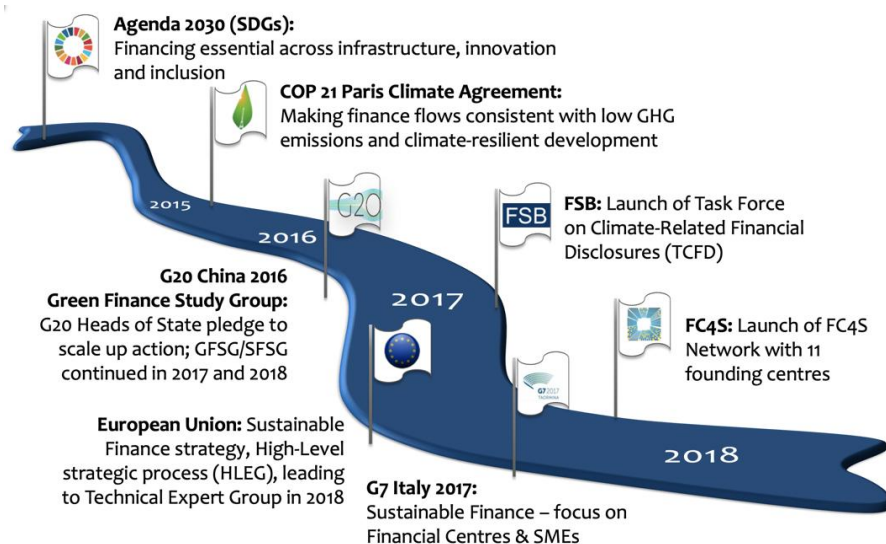 Agenda 2030 (SDGs):
Financing essential across infrastructure, innovation
and inclusion
COP 21 Paris Climate Agreement:
Making finance flows consistent with low GHG
emissions and climate-resilient development
2015
G20
2016
FSB
FSB: Launch of Task Force
on Climate-Related Financial
Disclosures (TCFD)
G20 China 2016
Green Finance Study Group:
G20 Heads of State pledge to
scale up action; GFSG/SFSG
continued in 2017 and 2018
2017
FC4S: Launch of FC4S
Network with 11
founding centres
G7 2017
TAORMINA
European Union: Sustainable
Finance strategy, High-Level
strategic process (HLEG), leading
to Technical Expert Group in 2018
2018
G7 Italy 2017:
Sustainable Finance – focus on
Financial Centres & SMEs